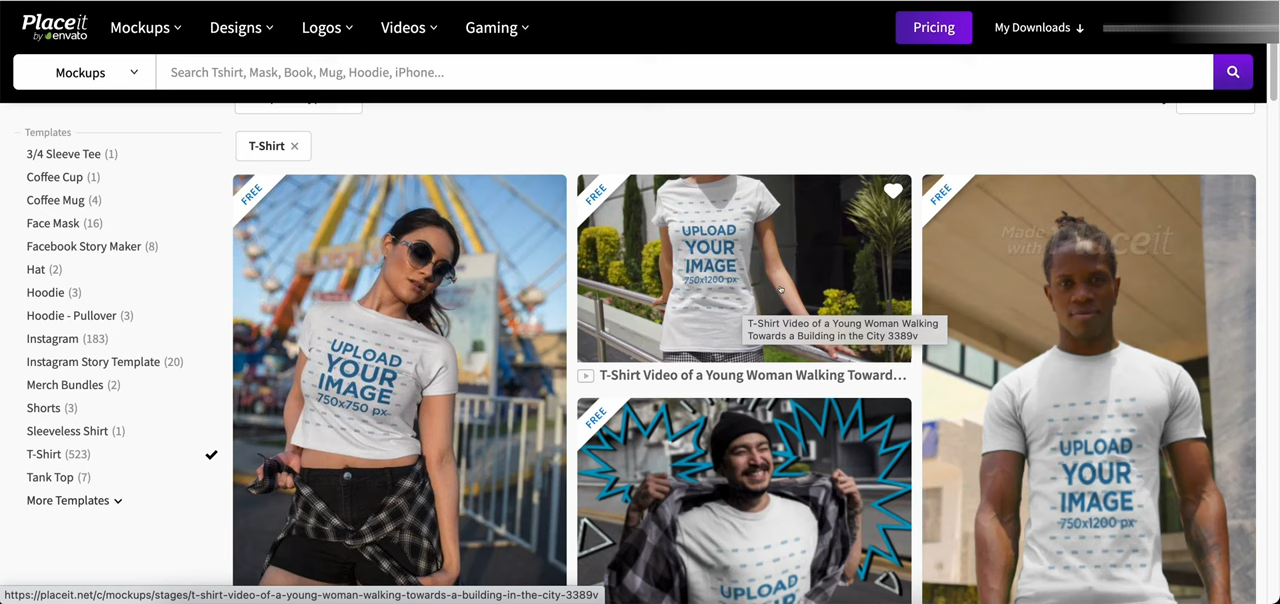 Placeit
by envato
Mockups
Designs
Logos
Videos
Gaming
Pricing
My Downloads
Mockups
Search Tshirt, Mask, Book, Mug, Hoodie, iPhone...
Templates
3/4 Sleeve Tee (1)
Coffee Cup (1)
Coffee Mug (4)
Face Mask (16)
Facebook Story Maker (8)
Hat (2)
Hoodie (3)
Hoodie - Pullover (3)
Instagram (183)
Instagram Story Template (20)
Merch Bundles (2)
Shorts (3)
Sleeveless Shirt (1)
T-Shirt (523)
Tank Top (7)
More Templates
T-Shirt ×
FREE
UPLOAD
YOUR
IMAGE
750x750 px
FREE
UPLOAD
YOUR
IMAGE
750x1200 px
T-Shirt Video of a Young Woman Walking
Towards a Building in the City 3389v
T-Shirt Video of a Young Woman Walking Toward...
FREE
UPLOAD
YOUR
FREE
Made
with Placeit
UPLOAD
YOUR
IMAGE
750x1200 px
https://placeit.net/c/mockups/stages/t-shirt-video-of-a-young-woman-walking-towards-a-building-in-the-city-3389v